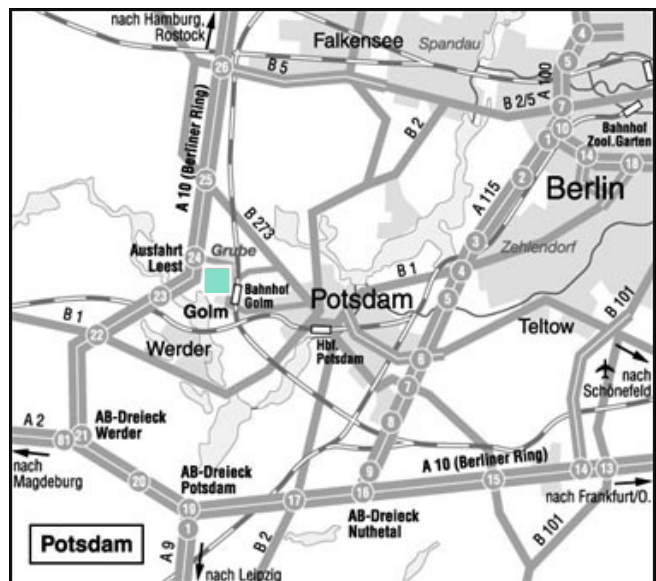 nach Hamburg,
Rostock
Falkensee
Spandau
4
5
A 100
26
B 5
B 2/5
7
Bahnhof
Zool.Garten
10
1
14
18
B 2
A 10 (Berliner Ring)
25
2
A 115
Berlin
B 273
Ausfahrt
Leest
Grube
24
3
Zehlendorf
B 1
4
Bahnhof
Golm
23
Golm
Potsdam
5
B 101
B 1
22
Werder
Hbf.
Potsdam
Teltow
6
7
nach
Schönefeld
A 2
AB-Dreieck
Werder
81
21
8
nach
Magdeburg
20
AB-Dreieck
Potsdam
9
A 10 (Berliner Ring)
14
13
19
17
16
15
nach Frankfurt/O.
AB-Dreieck
Nuthetal
1
B 2
B 101
Potsdam
A 9
nach Leipzig